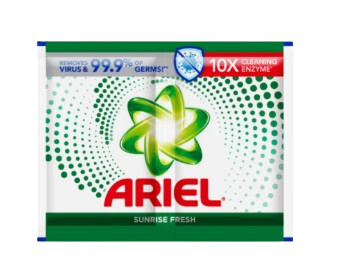 REMOVES
VIRUS & 99.9% OF
GERMS!**
10X CLEANING
ENZYME*
ARIEL
SUNRISE FRESH